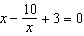 x − 10/x + 3 = 0